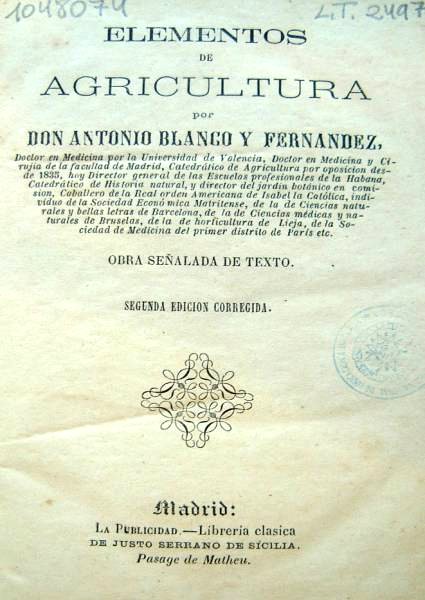 1048074 L.T. 2497
ELEMENTOS
DE
AGRICULTURA
por
DON ANTONIO BLANCO Y FERNANDEZ,
Doctor en Medicina por la Universidad de Valencia, Doctor en Medicina y Ci-
rujia de la facultad de Madrid, Catedrático de Agricultura por oposicion des-
de 1835, hoy Director general de las Escuelas profesionales de la Habana,
Catedrático de Historia natural, y director del jardin botánico en comi-
sion, Caballero de la Real orden Americana de Isabel la Católica, indi-
viduo de la Sociedad Económica Matritense, de la de Ciencias natu-
rales y bellas letras de Barcelona, de la de Ciencias médicas y na-
turales de Bruselas, de la de horticultura de Lieja, de la So-
ciedad de Medicina del primer distrito de París etc.
OBRA SEÑALADA DE TEXTO.
SEGUNDA EDICION CORREGIDA.
Madrid:
LA PUBLICIDAD.—Librería clasica
DE JUSTO SERRANO DE SICILIA.
Pasage de Matheu.